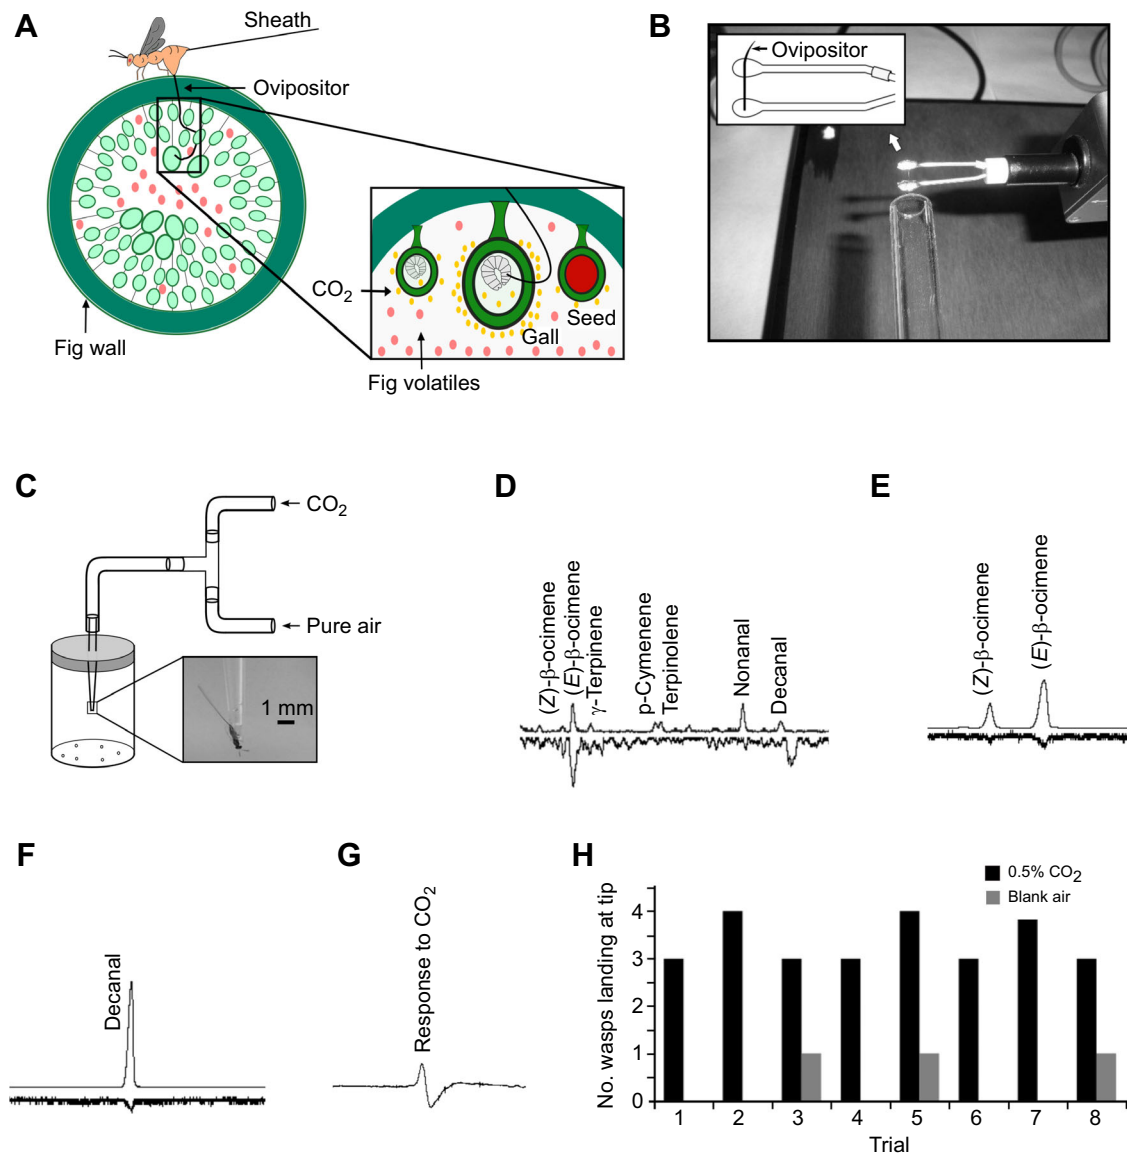 A
Sheath
Ovipositor
CO2
Seed
Gall
Fig wall
Fig volatiles
B
Ovipositor
C
CO2
Pure air
1 mm
D
(Z)-β-ocimene
(E)-β-ocimene
γ-Terpinene
p-Cymenene
Terpinolene
Nonanal
Decanal
E
(Z)-β-ocimene
(E)-β-ocimene
F
Decanal
G
Response to CO2
H
0.5% CO2
Blank air
No. wasps landing at tip
4
3
2
1
0
1 2 3 4 5 6 7 8
Trial